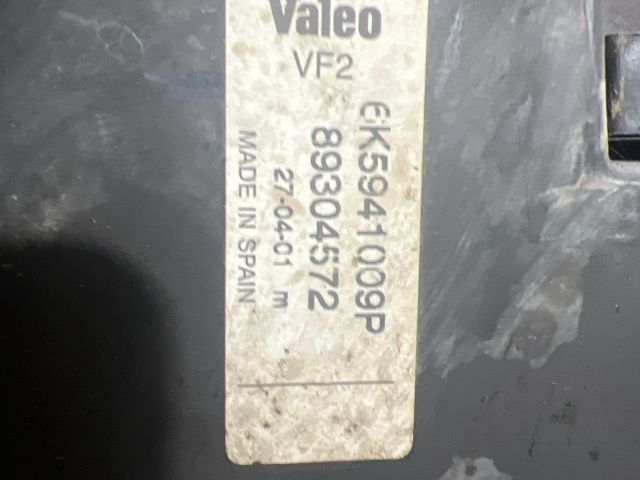 Valeo
VF2
6K5941009P
89304572
27-04-01 m
MADE IN SPAIN